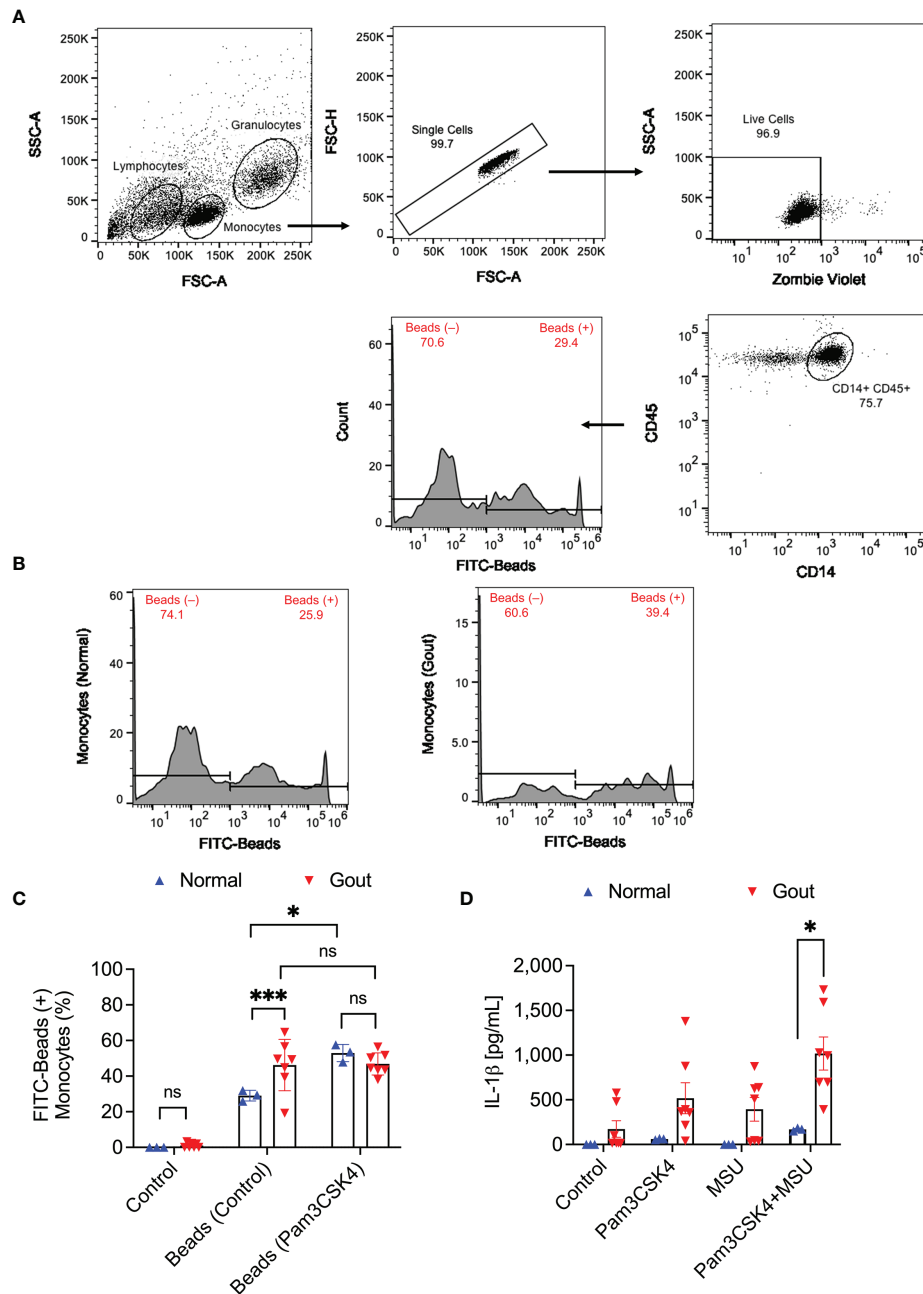 A
SSC-A
250K
200K
150K
100K
50K
0
Granulocytes
Lymphocytes
Monocytes
0 50K 100K 150K 200K 250K
FSC-A
FSC-H
250K
200K
150K
100K
50K
0
Single Cells
99.7
0 50K 100K 150K 200K 250K
FSC-A
SSC-A
250K
200K
150K
100K
50K
0
Live Cells
96.9
10¹ 10² 10³ 10⁴ 10⁵
Zombie Violet
Count
60
40
20
0
Beads (–)
70.6
Beads (+)
29.4
10¹ 10² 10³ 10⁴ 10⁵ 10⁶
FITC-Beads
CD45
10⁵
10⁴
10³
10²
10¹
CD14+ CD45+
75.7
10¹ 10² 10³ 10⁴ 10⁵
CD14
B
Monocytes (Normal)
60
40
20
0
Beads (–)
74.1
Beads (+)
25.9
10¹ 10² 10³ 10⁴ 10⁵ 10⁶
FITC-Beads
Monocytes (Gout)
15
10
5.0
0
Beads (–)
60.6
Beads (+)
39.4
10¹ 10² 10³ 10⁴ 10⁵ 10⁶
FITC-Beads
C
Normal Gout
FITC-Beads (+)
Monocytes (%)
100
80
60
40
20
0
ns
***
*
ns
ns
Control
Beads (Control)
Beads (Pam3CSK4)
D
Normal Gout
IL-1β [pg/mL]
2,000
1,500
1,000
500
0
*
Control
Pam3CSK4
MSU
Pam3CSK4+MSU